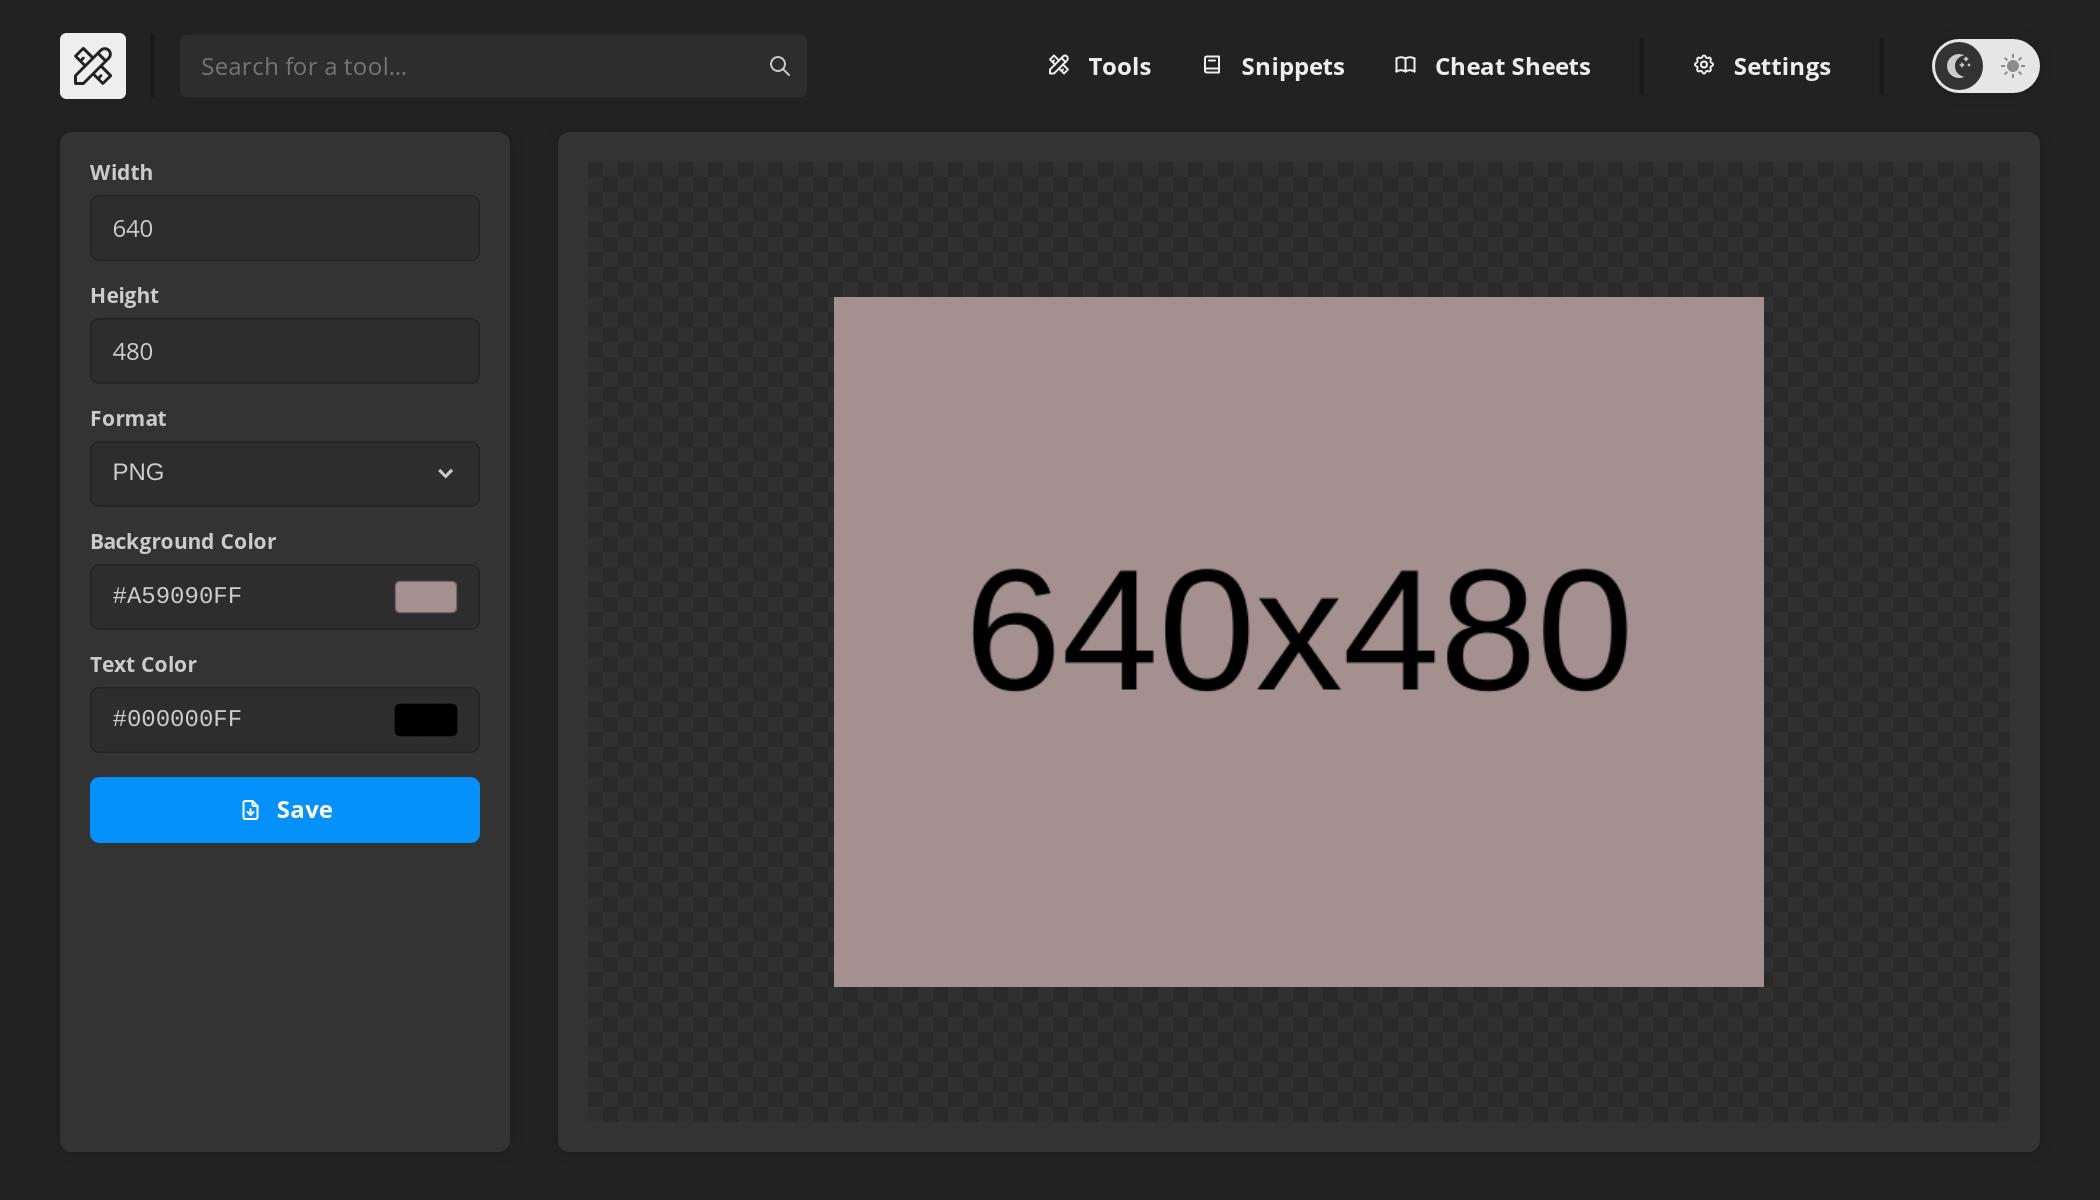 Search for a tool...
Tools
Snippets
Cheat Sheets
Settings
Width
640
Height
480
Format
PNG
Background Color
#A59090FF
Text Color
#000000FF
Save
640x480